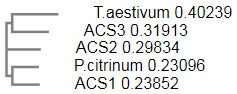 T.aestivum 0.40239
ACS3 0.31913
ACS2 0.29834
P.citrinum 0.23096
ACS1 0.23852